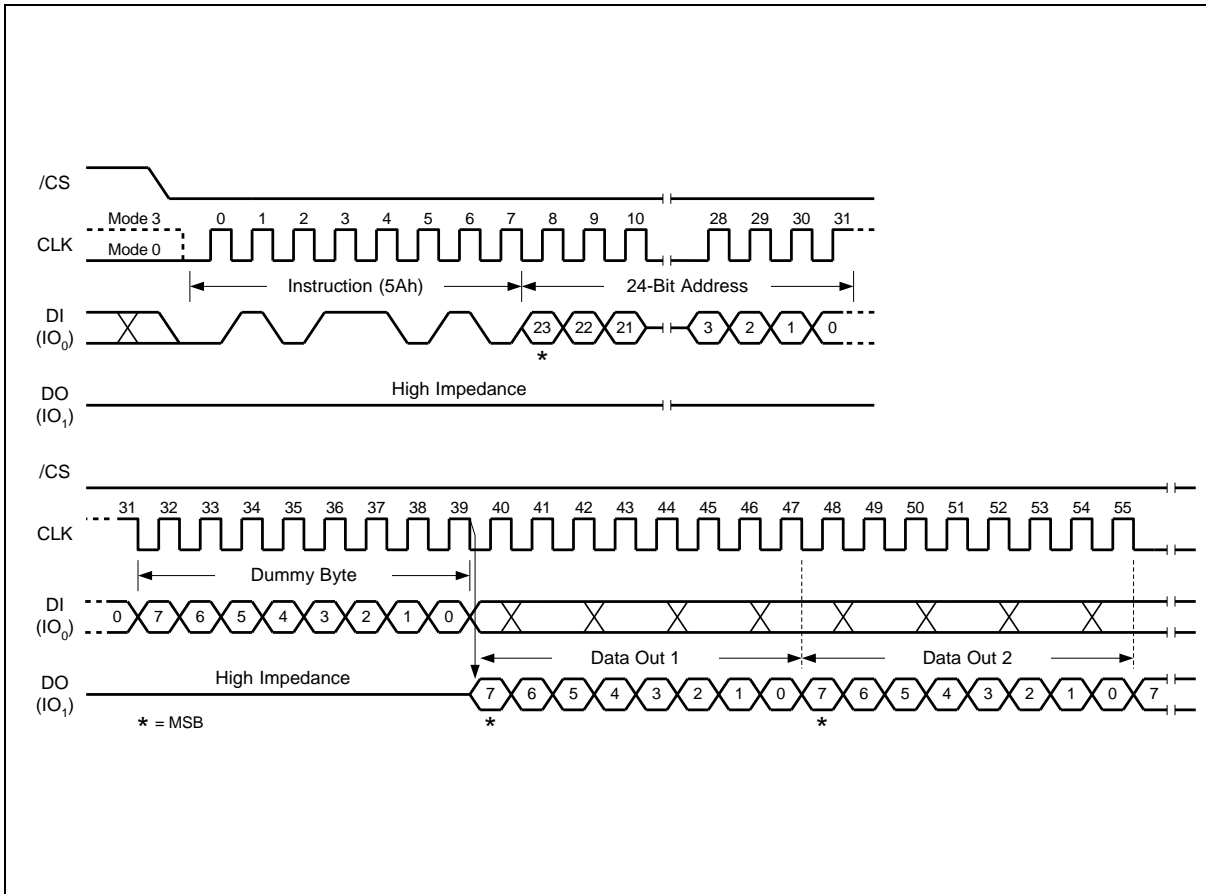 /CS
Mode 3
0 1 2 3 4 5 6 7 8 9 10 28 29 30 31
CLK
Mode 0
Instruction (5Ah) 24-Bit Address
DI
(IO0)
23 22 21 3 2 1 0
*
High Impedance
DO
(IO1)
/CS
31 32 33 34 35 36 37 38 39 40 41 42 43 44 45 46 47 48 49 50 51 52 53 54 55
CLK
Dummy Byte
DI
(IO0)
0 7 6 5 4 3 2 1 0
Data Out 1 Data Out 2
High Impedance
DO
(IO1)
7 6 5 4 3 2 1 0 7 6 5 4 3 2 1 0 7
* = MSB * *